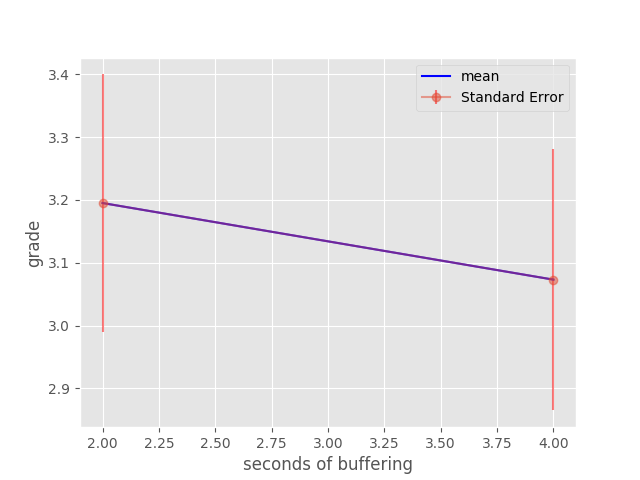 mean
Standard Error
3.4
3.3
3.2
3.1
3.0
2.9
grade
2.00 2.25 2.50 2.75 3.00 3.25 3.50 3.75 4.00
seconds of buffering